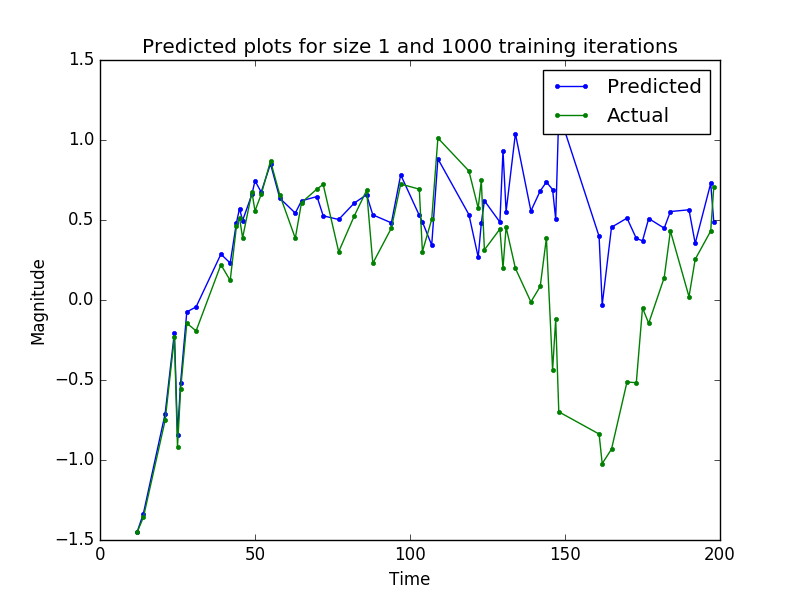 Predicted plots for size 1 and 1000 training iterations
Predicted
Actual
1.5
1.0
0.5
0.0
−0.5
−1.0
−1.5
Magnitude
0
50
100
150
200
Time